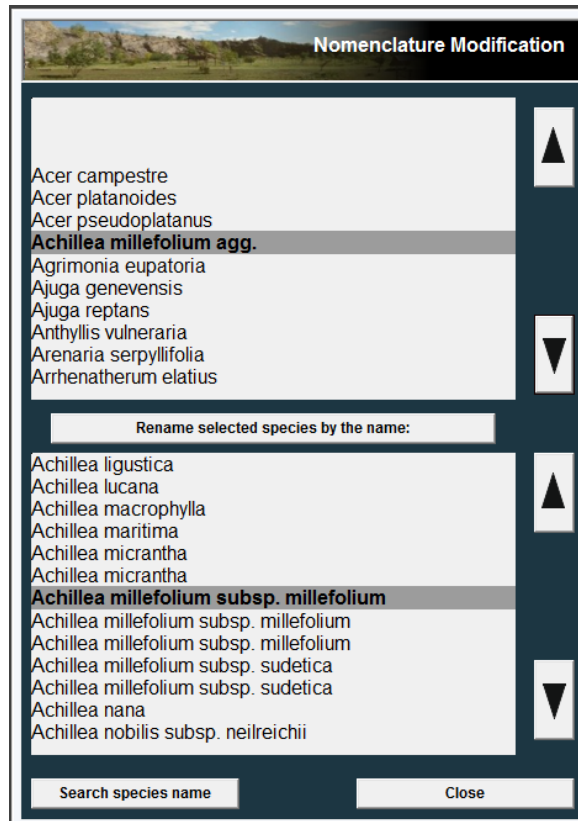 Nomenclature Modification
Acer campestre
Acer platanoides
Acer pseudoplatanus
Achillea millefolium agg.
Agrimonia eupatoria
Ajuga genevensis
Ajuga reptans
Anthyllis vulneraria
Arenaria serpyllifolia
Arrhenatherum elatius
Rename selected species by the name:
Achillea ligustica
Achillea lucana
Achillea macrophylla
Achillea maritima
Achillea micrantha
Achillea micrantha
Achillea millefolium subsp. millefolium
Achillea millefolium subsp. millefolium
Achillea millefolium subsp. millefolium
Achillea millefolium subsp. sudetica
Achillea millefolium subsp. sudetica
Achillea nana
Achillea nobilis subsp. neilreichii
Search species name
Close